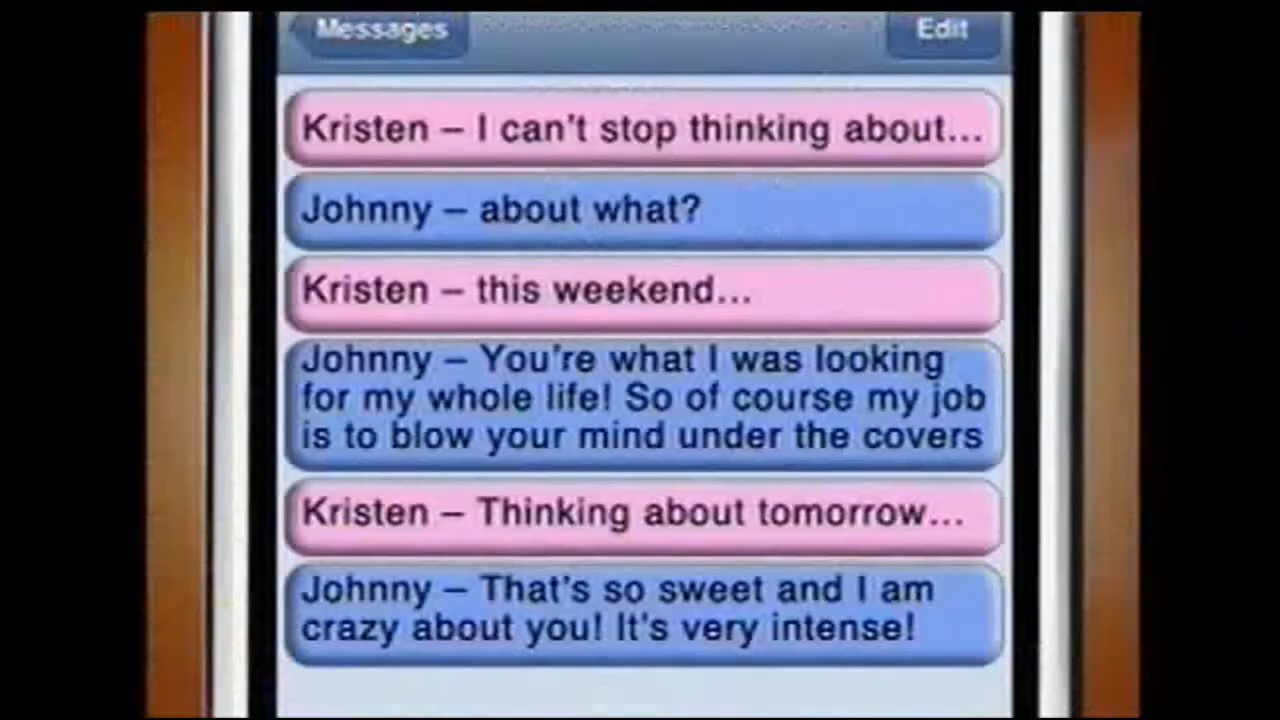 Messages
Edit
Kristen – I can't stop thinking about...
Johnny – about what?
Kristen – this weekend...
Johnny – You're what I was looking
for my whole life! So of course my job
is to blow your mind under the covers
Kristen – Thinking about tomorrow...
Johnny – That's so sweet and I am
crazy about you! It's very intense!